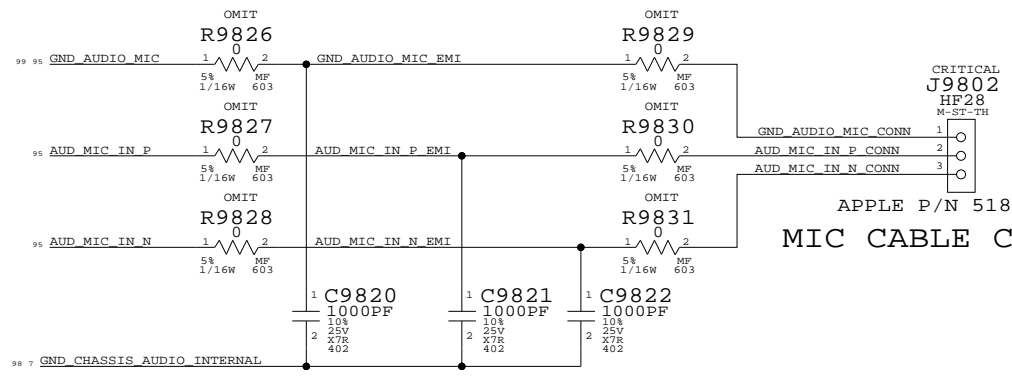 OMIT
R9826
0
99 95 GND_AUDIO_MIC 1 2 GND_AUDIO_MIC_EMI
5% MF
1/16W 603
OMIT
R9829
0
1 2
5% MF
1/16W 603
OMIT
R9827
0
95 AUD_MIC_IN_P 1 2 AUD_MIC_IN_P_EMI
5% MF
1/16W 603
OMIT
R9830
0
1 2
5% MF
1/16W 603
OMIT
R9828
0
95 AUD_MIC_IN_N 1 2 AUD_MIC_IN_N_EMI
5% MF
1/16W 603
OMIT
R9831
0
1 2
5% MF
1/16W 603
CRITICAL
J9802
HF28
M-ST-TH
GND_AUDIO_MIC_CONN 1
AUD_MIC_IN_P_CONN 2
AUD_MIC_IN_N_CONN 3
APPLE P/N 518
MIC CABLE C
1 C9820
1000PF
10%
2 25V
X7R
402
1 C9821
1000PF
10%
2 25V
X7R
402
1 C9822
1000PF
10%
2 25V
X7R
402
98 7 GND_CHASSIS_AUDIO_INTERNAL